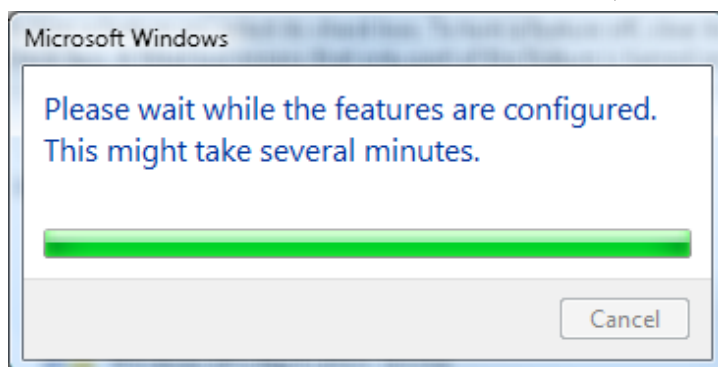 Microsoft Windows
Please wait while the features are configured.
This might take several minutes.
Cancel